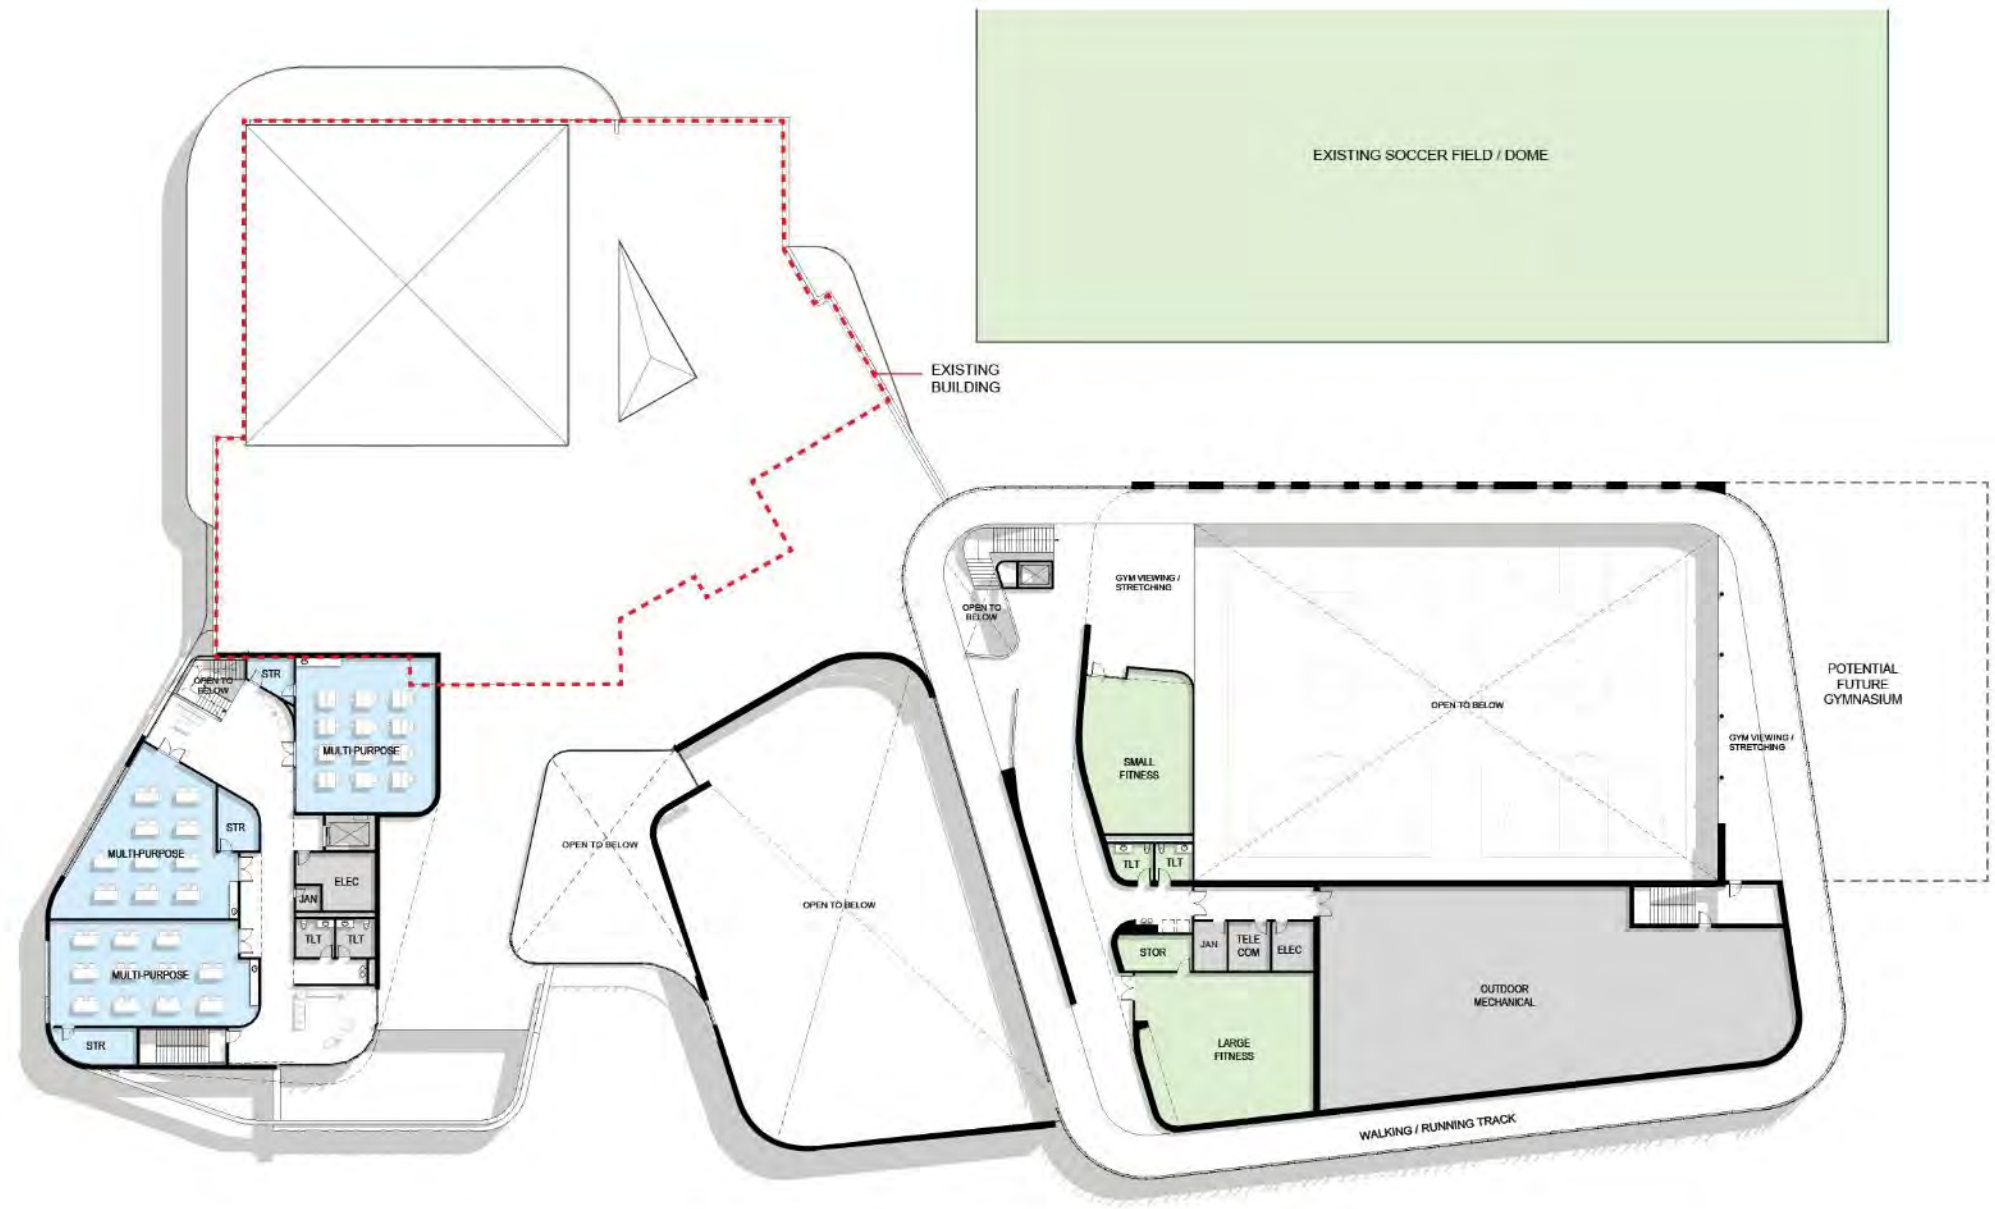 EXISTING SOCCER FIELD / DOME
EXISTING
BUILDING
GYM VIEWING /
STRETCHING
OPEN TO
BELOW
POTENTIAL
FUTURE
GYMNASIUM
OPEN TO BELOW
GYM VIEWING /
STRETCHING
SMALL
FITNESS
TLT
TLT
STR
OPEN TO
BELOW
MULTI-PURPOSE
STR
MULTI-PURPOSE
ELEC
JAN
TLT
TLT
MULTI-PURPOSE
STR
OPEN TO BELOW
OPEN TO BELOW
STOR
JAN
TELE
COM
ELEC
OUTDOOR
MECHANICAL
LARGE
FITNESS
WALKING / RUNNING TRACK